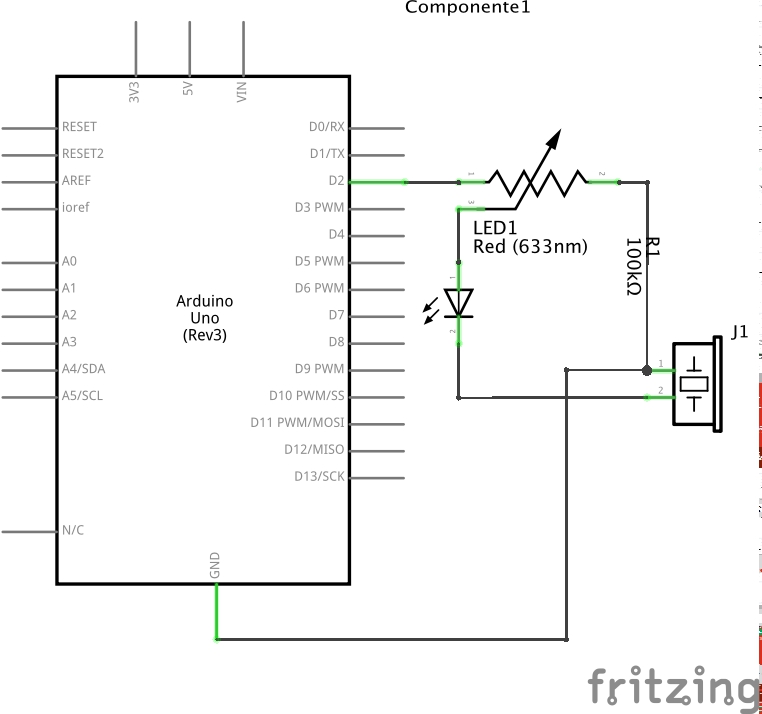 Componente1
3V3
5V
VIN
RESET
RESET2
AREF
ioref
A0
A1
A2
A3
A4/SDA
A5/SCL
N/C
Arduino
Uno
(Rev3)
D0/RX
D1/TX
D2
D3 PWM
D4
D5 PWM
D6 PWM
D7
D8
D9 PWM
D10 PWM/SS
D11 PWM/MOSI
D12/MISO
D13/SCK
GND
1
2
3
LED1
Red (633nm)
1
2
R1
100kΩ
J1
1
2
fritzing